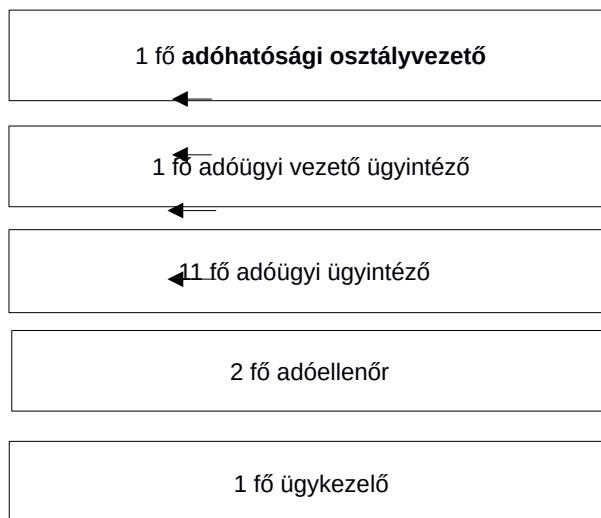 1 fő adóhatósági osztályvezető
1 fő adóügyi vezető ügyintéző
11 fő adóügyi ügyintéző
2 fő adóellenőr
1 fő ügykezelő